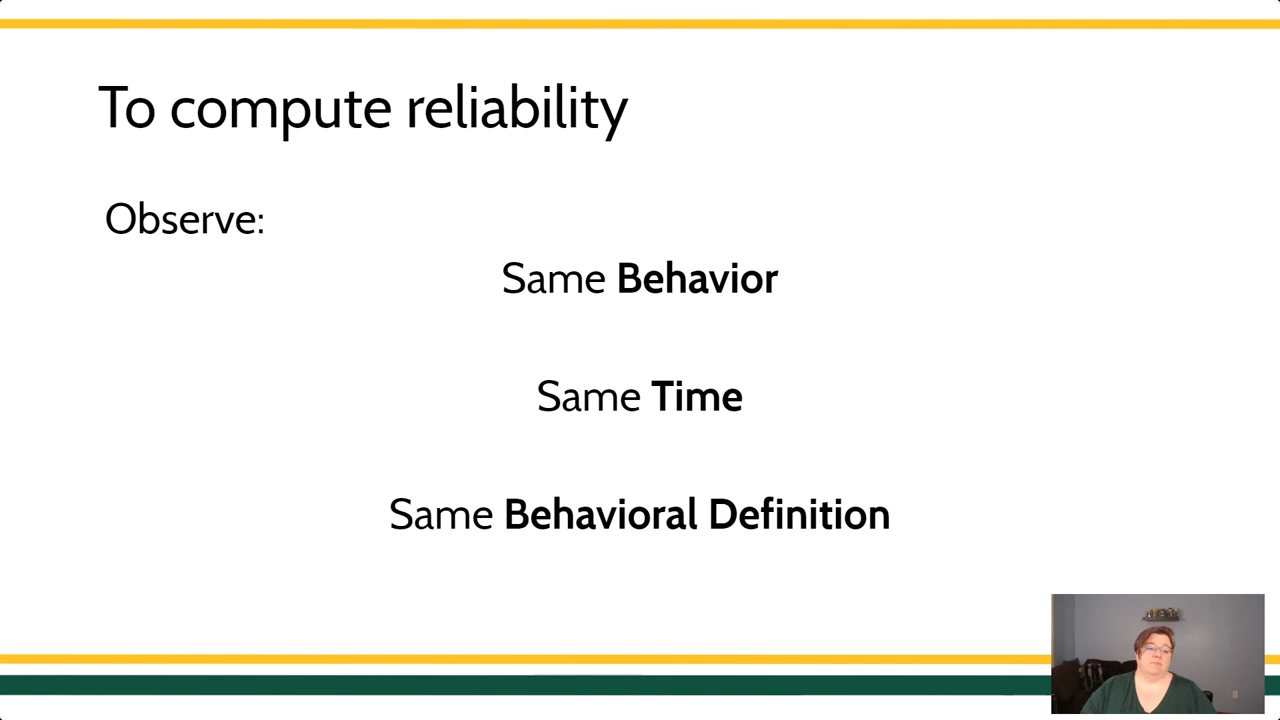 To compute reliability
Observe:
Same Behavior
Same Time
Same Behavioral Definition